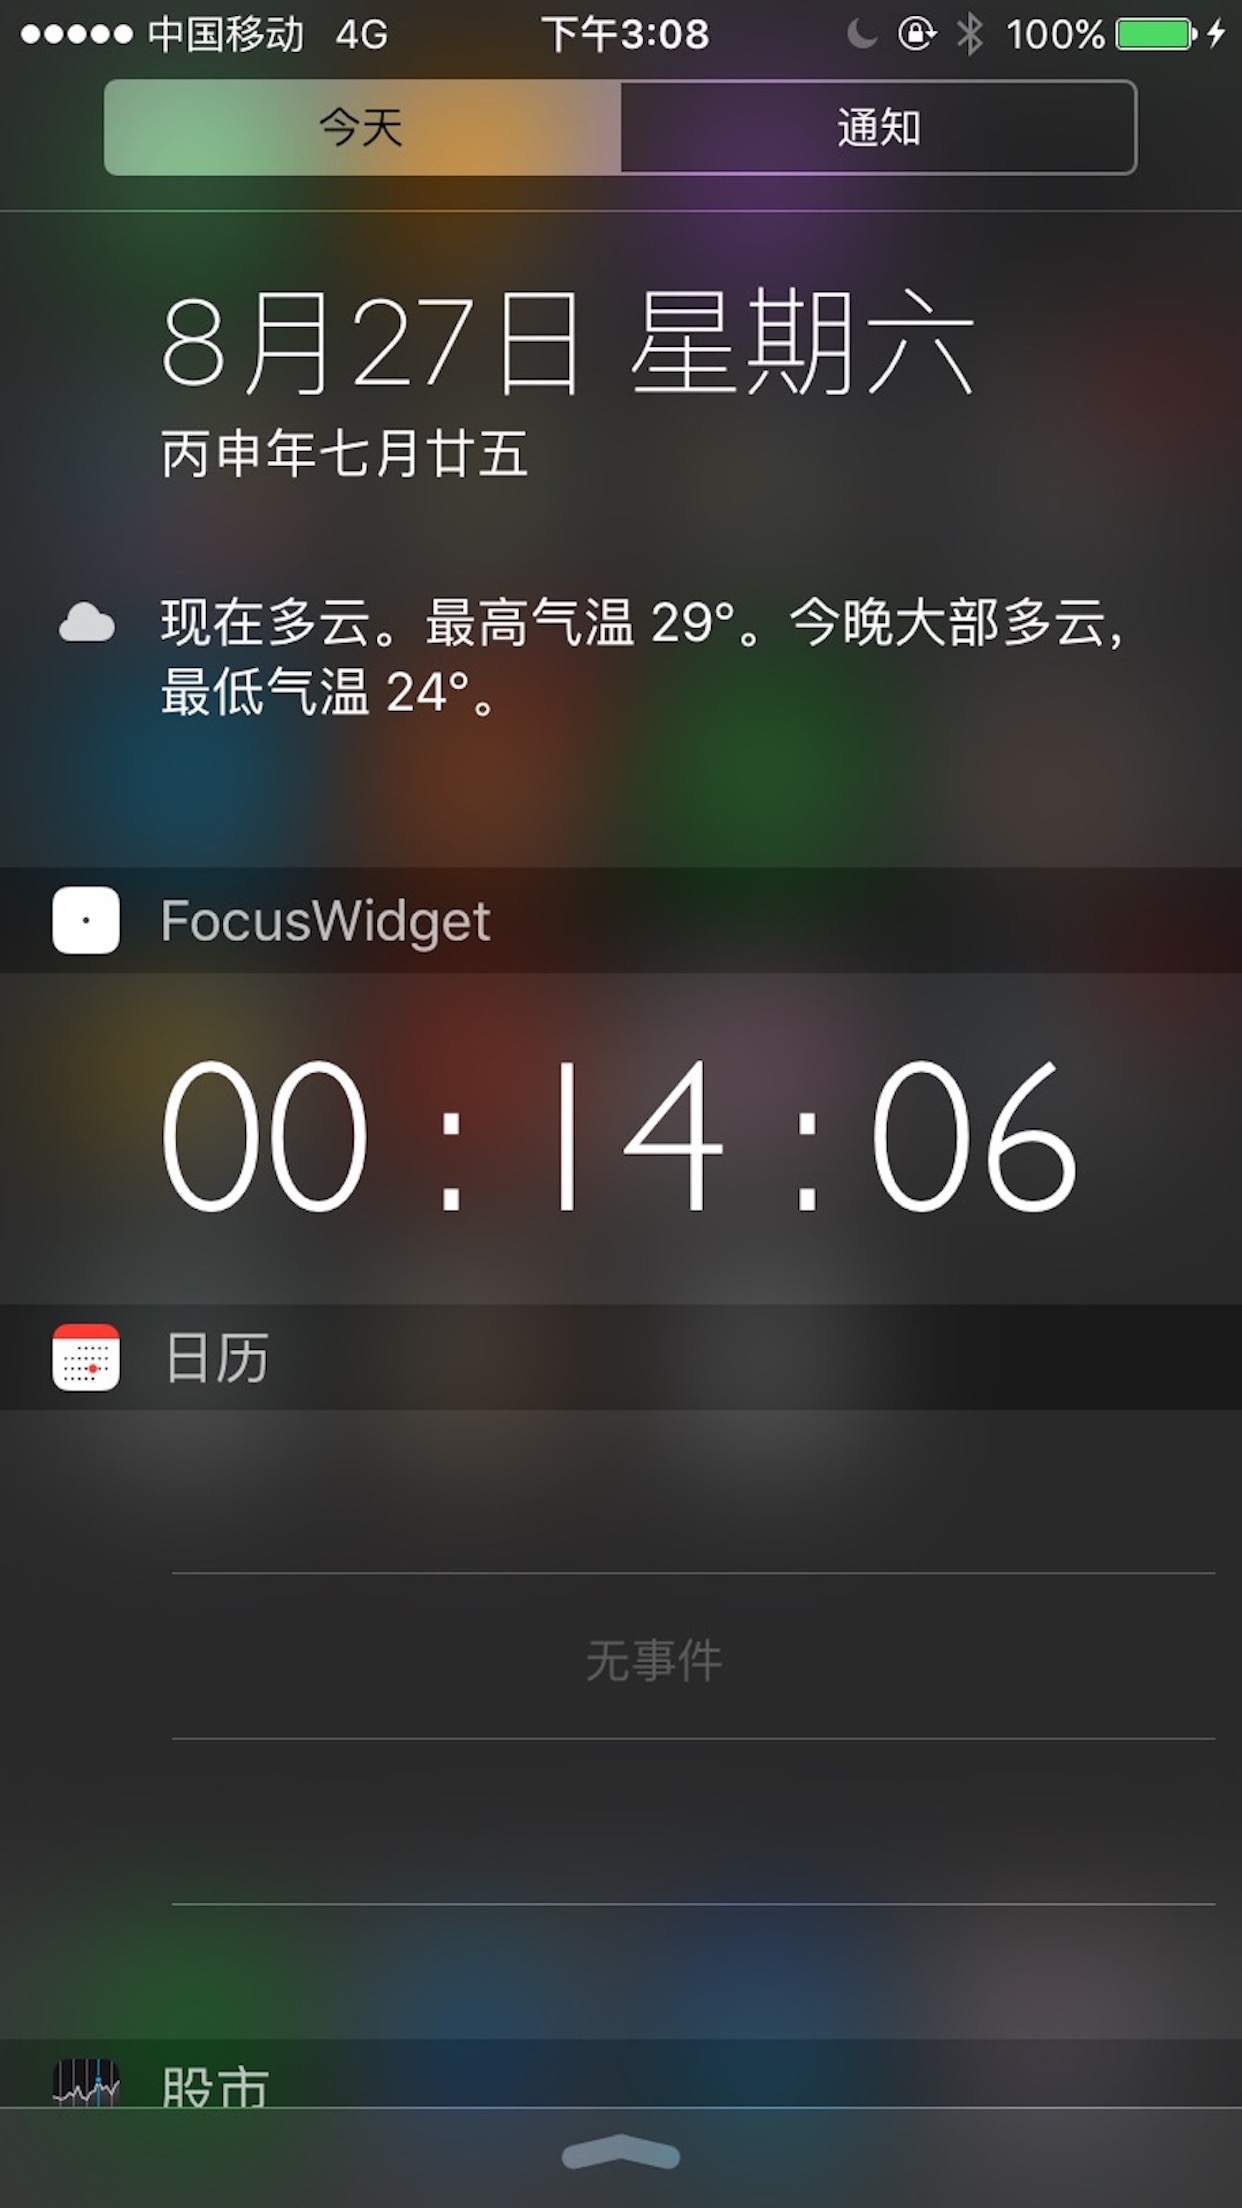 中国移动 4G 下午3:08 100%
今天 通知
8月27日 星期六
丙申年七月廿五
现在多云。最高气温 29°。今晚大部多云,
最低气温 24°。
FocusWidget
00 : 14 : 06
日历
无事件
股市